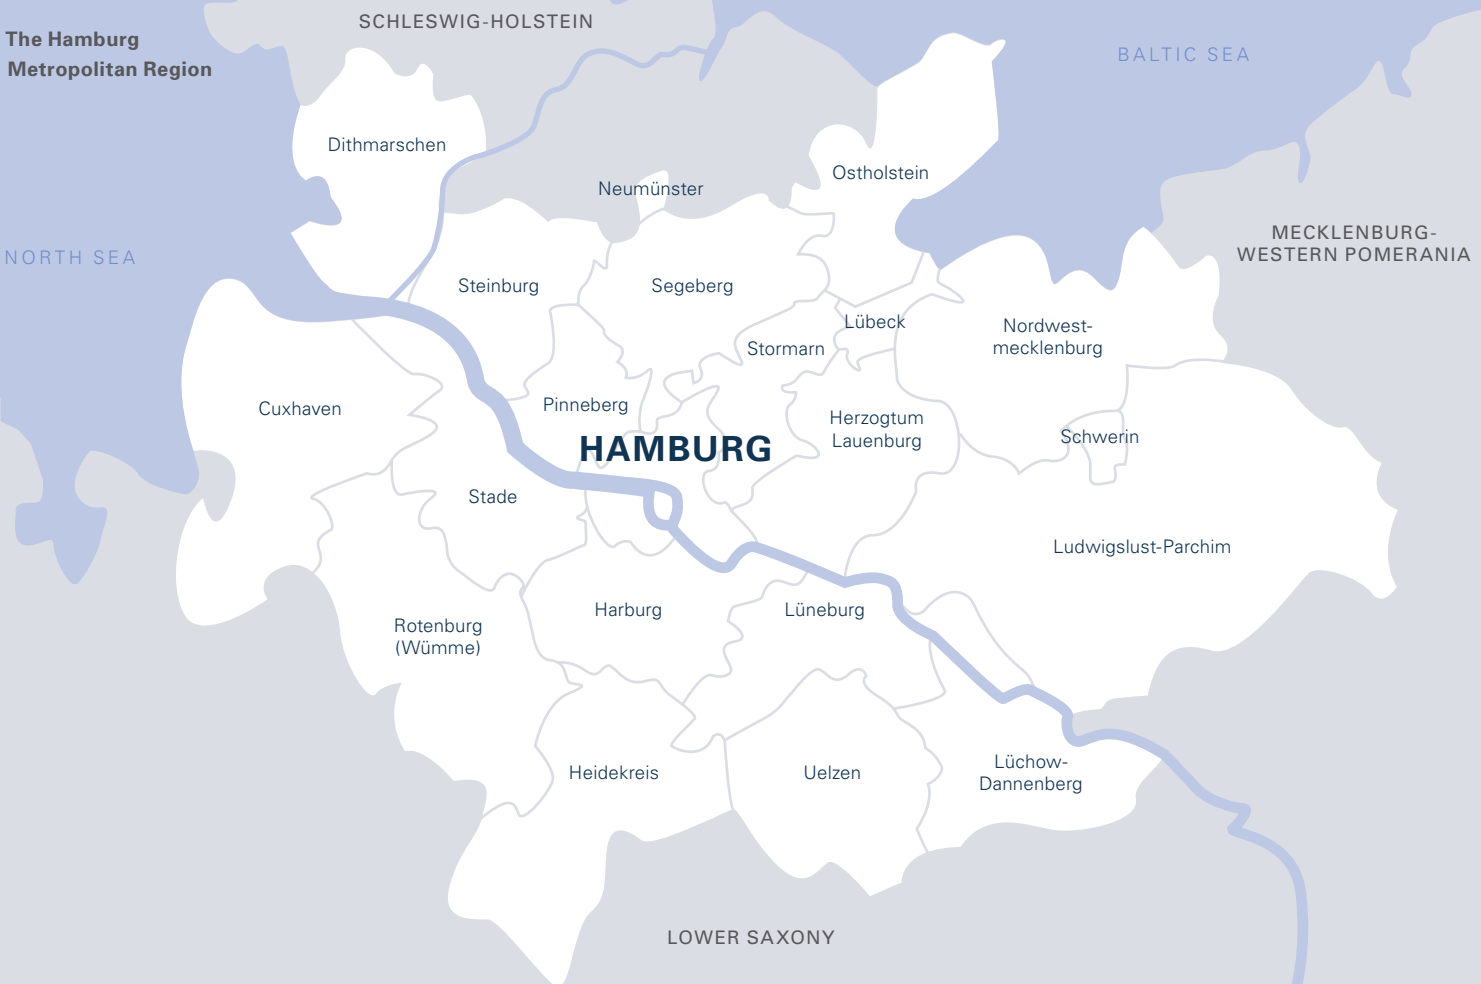 SCHLESWIG-HOLSTEIN
The Hamburg
Metropolitan Region
BALTIC SEA
Dithmarschen
Ostholstein
Neumünster
MECKLENBURG-
WESTERN POMERANIA
NORTH SEA
Steinburg
Segeberg
Lübeck
Nordwest-
mecklenburg
Stormarn
Cuxhaven
Pinneberg
Herzogtum
Lauenburg
Schwerin
HAMBURG
Stade
Ludwigslust-Parchim
Harburg
Lüneburg
Rotenburg
(Wümme)
Heidekreis
Uelzen
Lüchow-
Dannenberg
LOWER SAXONY